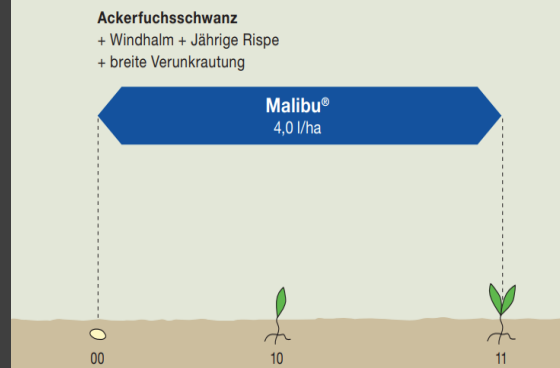 Ackerfuchsschwanz
+ Windhalm + Jährige Rispe
+ breite Verunkrautung
Malibu®
4,0 l/ha
00 10 11